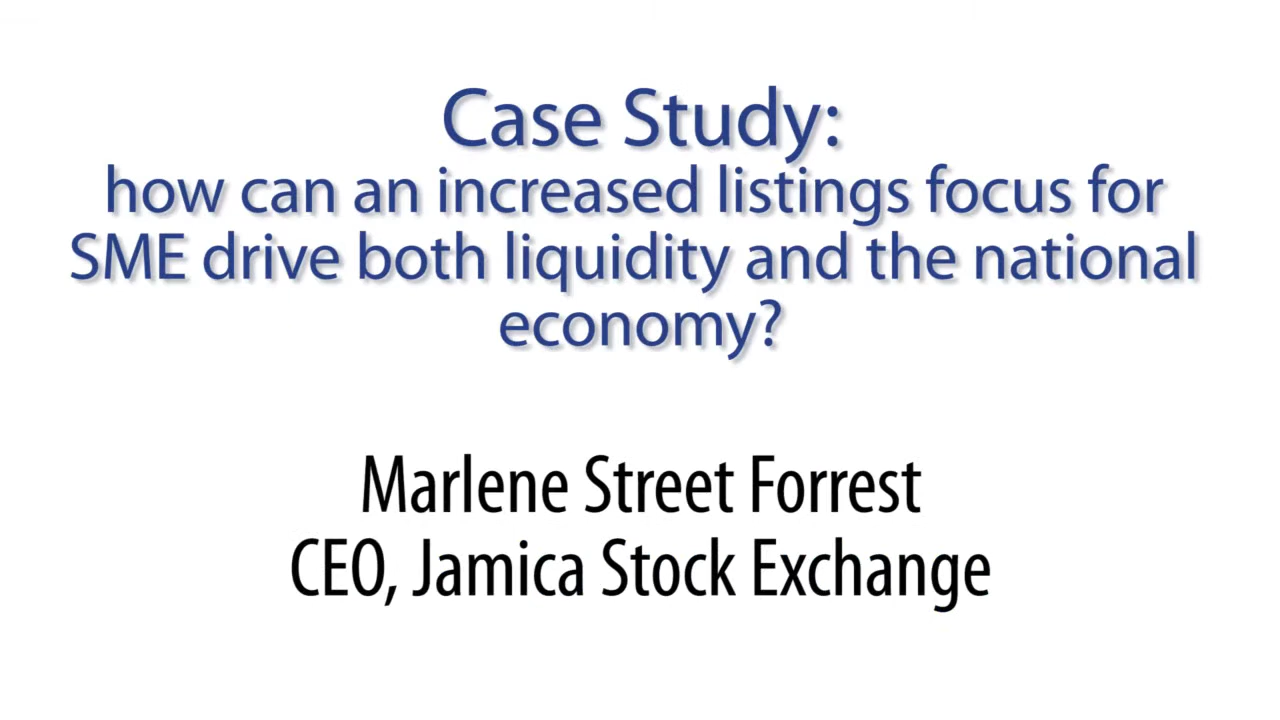 Case Study:
how can an increased listings focus for
SME drive both liquidity and the national
economy?
Marlene Street Forrest
CEO, Jamica Stock Exchange